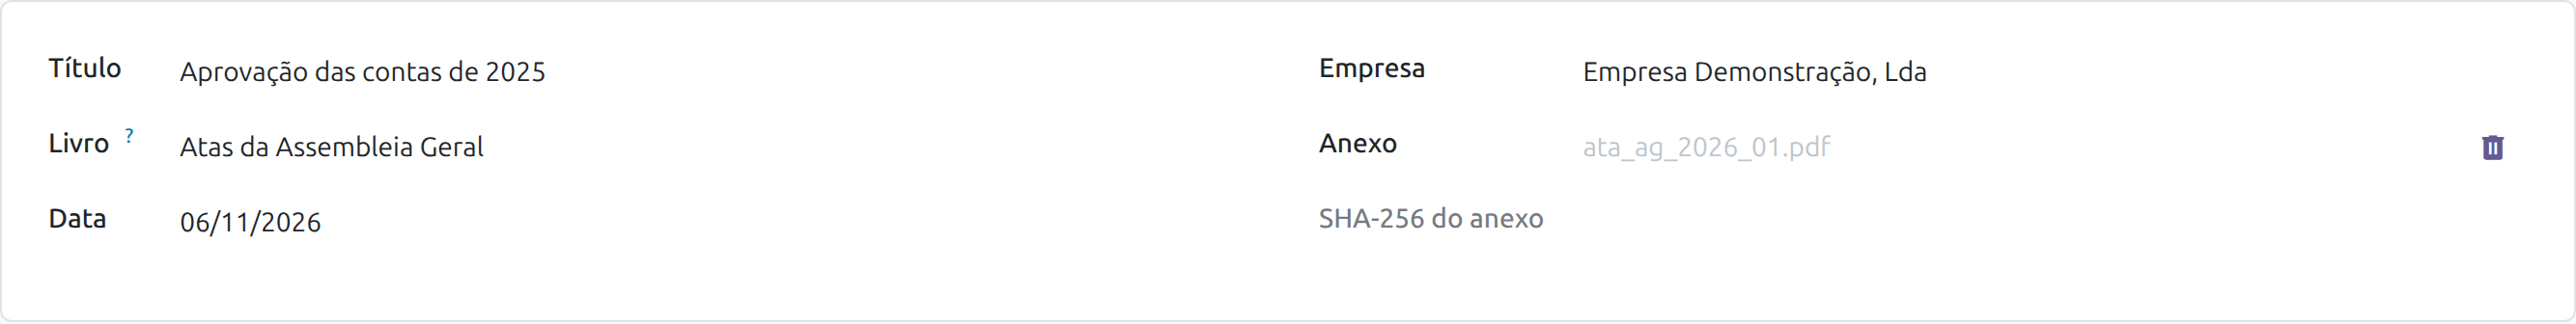 Título Aprovação das contas de 2025
Livro ? Atas da Assembleia Geral
Data 06/11/2026
Empresa Empresa Demonstração, Lda
Anexo ata_ag_2026_01.pdf
SHA-256 do anexo